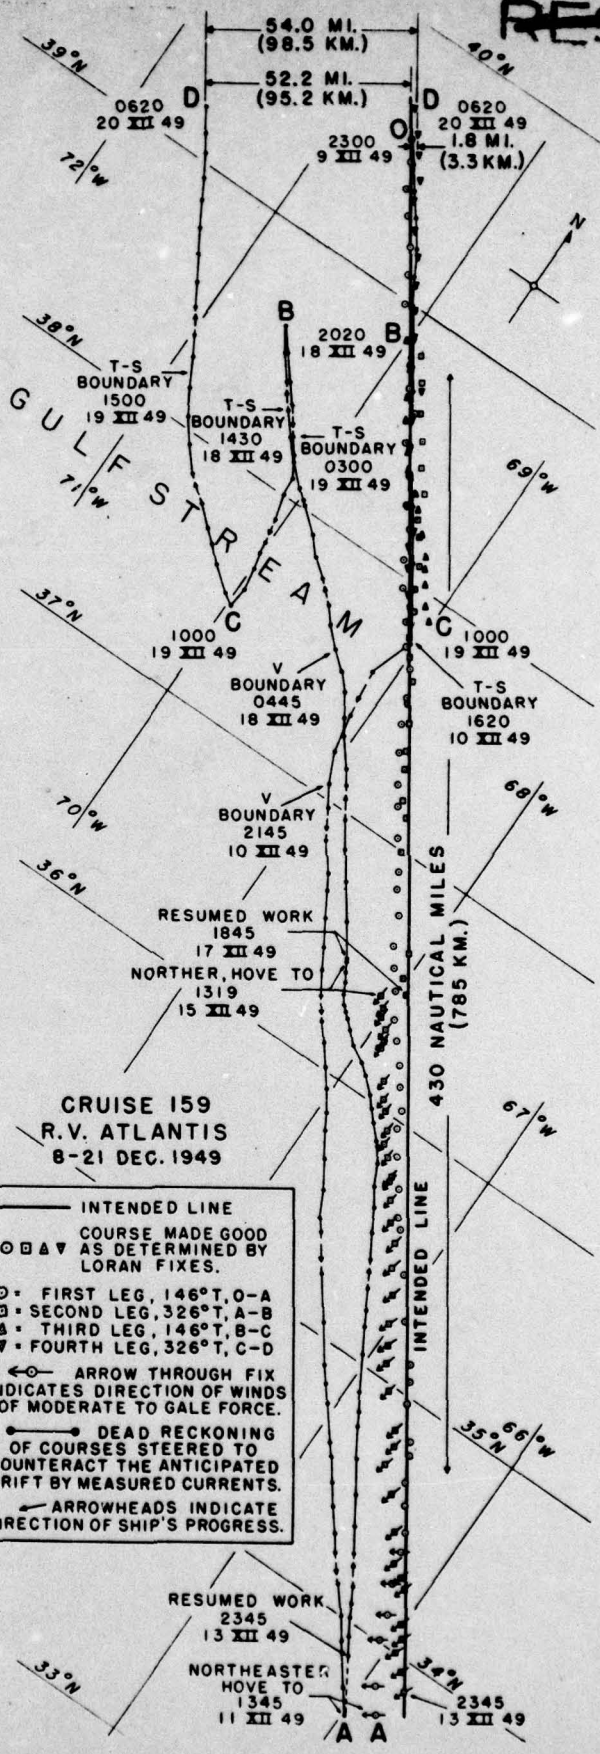 54.0 MI.
(98.5 KM.)
39°N
40°N
52.2 MI.
(95.2 KM.)
D
D
0620
20 XII 49
0620
20 XII 49
O
2300
9 XII 49
1.8 MI.
(3.3 KM.)
72°W
N
38°N
B
2020
18 XII 49
B
T-S
BOUNDARY
1500
19 XII 49
T-S
BOUNDARY
1430
18 XII 49
T-S
BOUNDARY
0300
19 XII 49
GULF STREAM
71°W
69°W
37°N
C
1000
19 XII 49
C
1000
19 XII 49
V
BOUNDARY
0445
18 XII 49
T-S
BOUNDARY
1620
10 XII 49
70°W
V
BOUNDARY
2145
10 XII 49
68°W
36°N
RESUMED WORK
1845
17 XII 49
NORTHER, HOVE TO
1319
15 XII 49
430 NAUTICAL MILES
(785 KM.)
CRUISE 159
R.V. ATLANTIS
8-21 DEC. 1949
67°W
INTENDED LINE
INTENDED LINE
COURSE MADE GOOD
AS DETERMINED BY
LORAN FIXES.
= FIRST LEG, 146°T, O-A
= SECOND LEG, 326°T, A-B
= THIRD LEG, 146°T, B-C
= FOURTH LEG, 326°T, C-D
ARROW THROUGH FIX
NDICATES DIRECTION OF WINDS
OF MODERATE TO GALE FORCE.
DEAD RECKONING
OF COURSES STEERED TO
OUNTERACT THE ANTICIPATED
RIFT BY MEASURED CURRENTS.
ARROWHEADS INDICATE
IRECTION OF SHIP'S PROGRESS.
35°N
66°W
RESUMED WORK
2345
13 XII 49
33°N
NORTHEASTER
HOVE TO
1345
11 XII 49
34°N
2345
13 XII 49
A
A